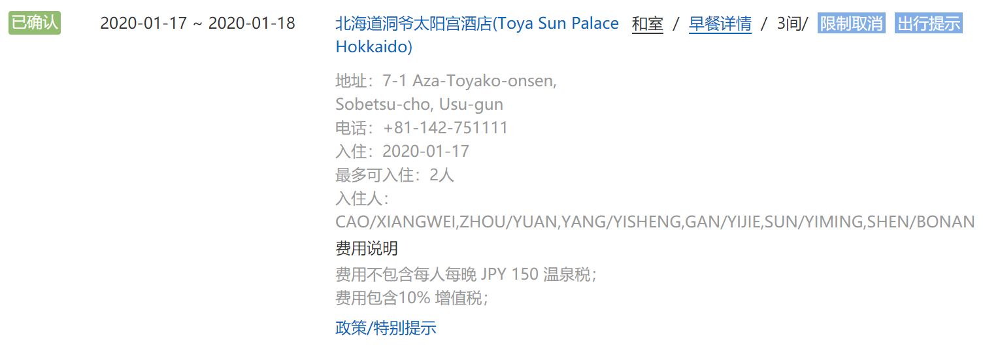 已确认 2020-01-17 ~ 2020-01-18 北海道洞爷太阳宫酒店(Toya Sun Palace 和室 / 早餐详情 / 3间/ 限制取消 出行提示
Hokkaido)
地址：7-1 Aza-Toyako-onsen,
Sobetsu-cho, Usu-gun
电话：+81-142-751111
入住：2020-01-17
最多可入住：2人
入住人：
CAO/XIANGWEI,ZHOU/YUAN,YANG/YISHENG,GAN/YIJIE,SUN/YIMING,SHEN/BONAN
费用说明
费用不包含每人每晚 JPY 150 温泉税；
费用包含10% 增值税；
政策/特别提示